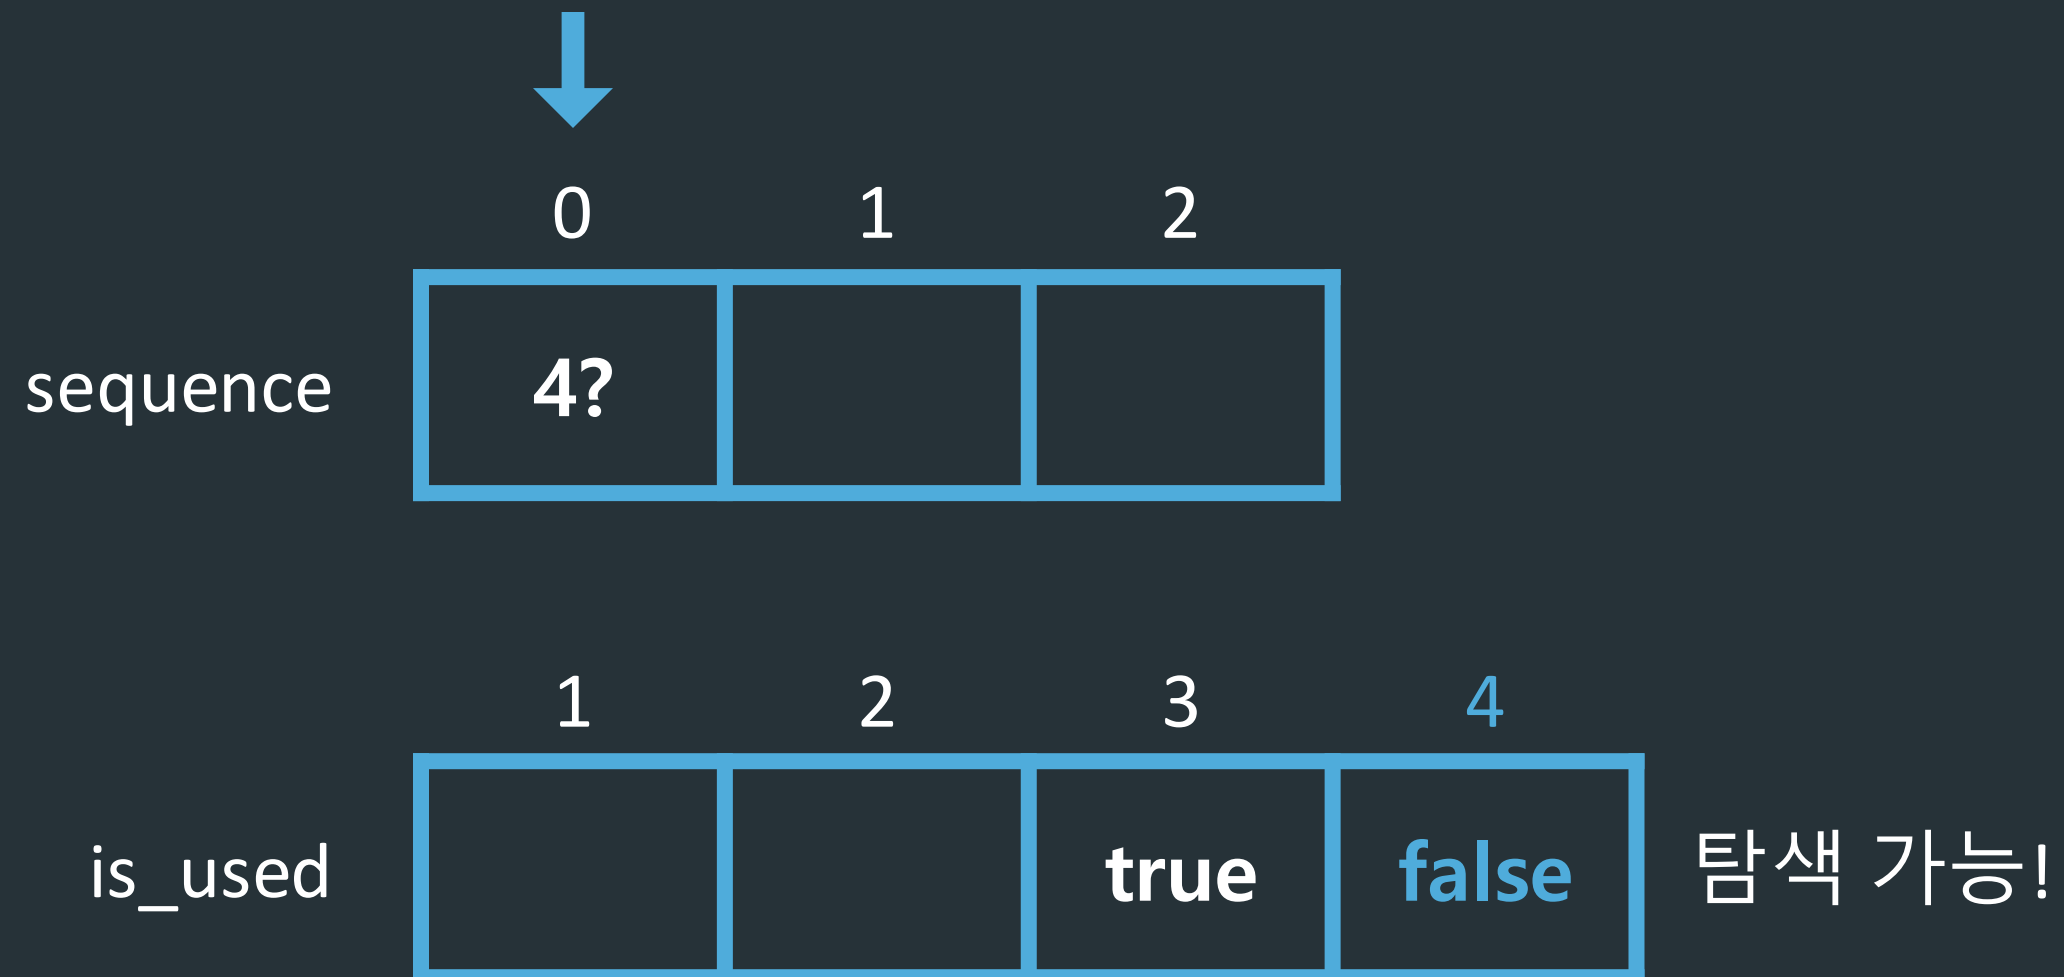 0 1 2
sequence 4?
1 2 3 4
is_used true false 탐색 가능!